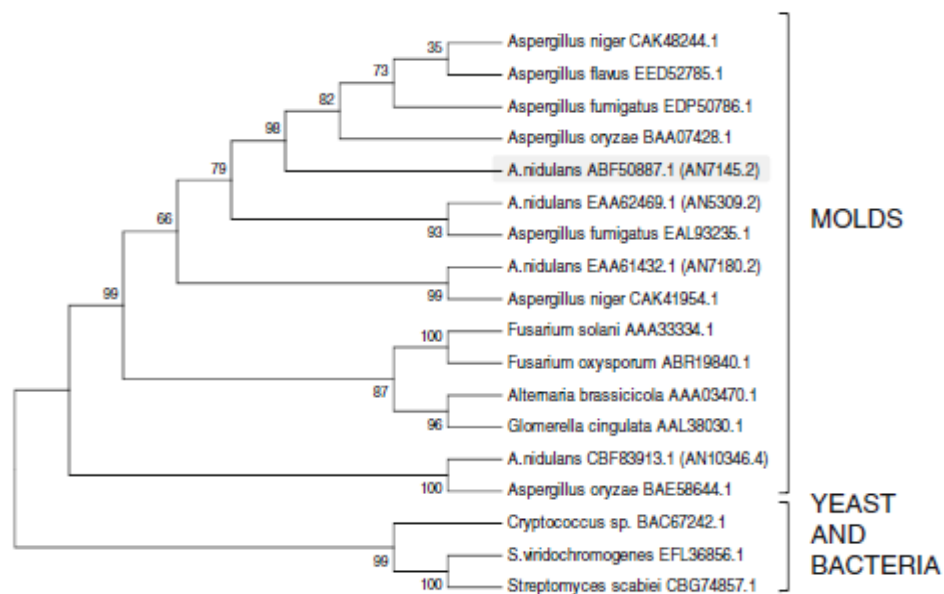 35
Aspergillus niger CAK48244.1
73
Aspergillus flavus EED52785.1
82
Aspergillus fumigatus EDP50786.1
98
Aspergillus oryzae BAA07428.1
79
A.nidulans ABF50887.1 (AN7145.2)
66
A.nidulans EAA62469.1 (AN5309.2)
93
Aspergillus fumigatus EAL93235.1
MOLDS
A.nidulans EAA61432.1 (AN7180.2)
99
99
Aspergillus niger CAK41954.1
100
Fusarium solani AAA33334.1
Fusarium oxysporum ABR19840.1
87
Alternaria brassicicola AAA03470.1
96
Glomerella cingulata AAL38030.1
A.nidulans CBF83913.1 (AN10346.4)
100
Aspergillus oryzae BAE58644.1
YEAST
AND
BACTERIA
Cryptococcus sp. BAC67242.1
99
S.viridochromogenes EFL36856.1
100
Streptomyces scabiei CBG74857.1